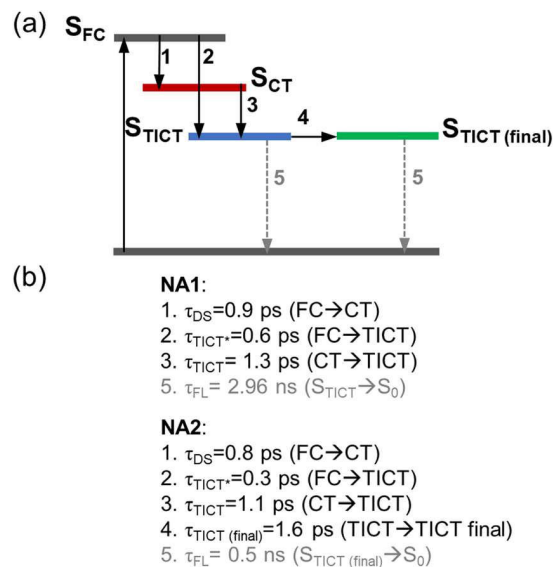 (a)
S_FC
1
2
S_CT
3
S_TICT
4
S_TICT (final)
5
5
(b)
NA1:
1. τ_DS=0.9 ps (FC→CT)
2. τ_TICT*=0.6 ps (FC→TICT)
3. τ_TICT= 1.3 ps (CT→TICT)
5. τ_FL= 2.96 ns (S_TICT→S_0)
NA2:
1. τ_DS=0.8 ps (FC→CT)
2. τ_TICT*=0.3 ps (FC→TICT)
3. τ_TICT=1.1 ps (CT→TICT)
4. τ_TICT (final)=1.6 ps (TICT→TICT final)
5. τ_FL= 0.5 ns (S_TICT (final)→S_0)